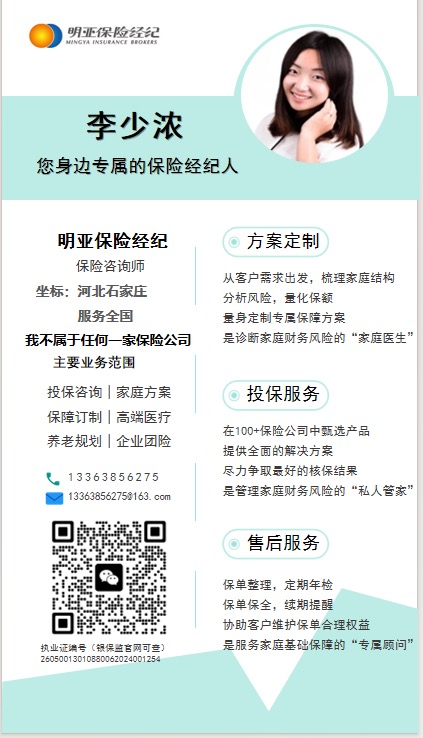 明亚保险经纪
MINGYA INSURANCE BROKERS
李少浓
您身边专属的保险经纪人
明亚保险经纪
保险咨询师
坐标：河北石家庄
服务全国
我不属于任何一家保险公司
主要业务范围
投保咨询｜家庭方案
保障订制｜高端医疗
养老规划｜企业团险
13363856275
13363856275@163.com
执业证编号（银保监官网可查）
26050013010880062024001254
方案定制
从客户需求出发，梳理家庭结构
分析风险，量化保额
量身定制专属保障方案
是诊断家庭财务风险的“家庭医生”
投保服务
在100+保险公司中甄选产品
提供全面的解决方案
尽力争取最好的核保结果
是管理家庭财务风险的“私人管家”
售后服务
保单整理，定期年检
保单保全，续期提醒
协助客户维护保单合理权益
是服务家庭基础保障的“专属顾问”